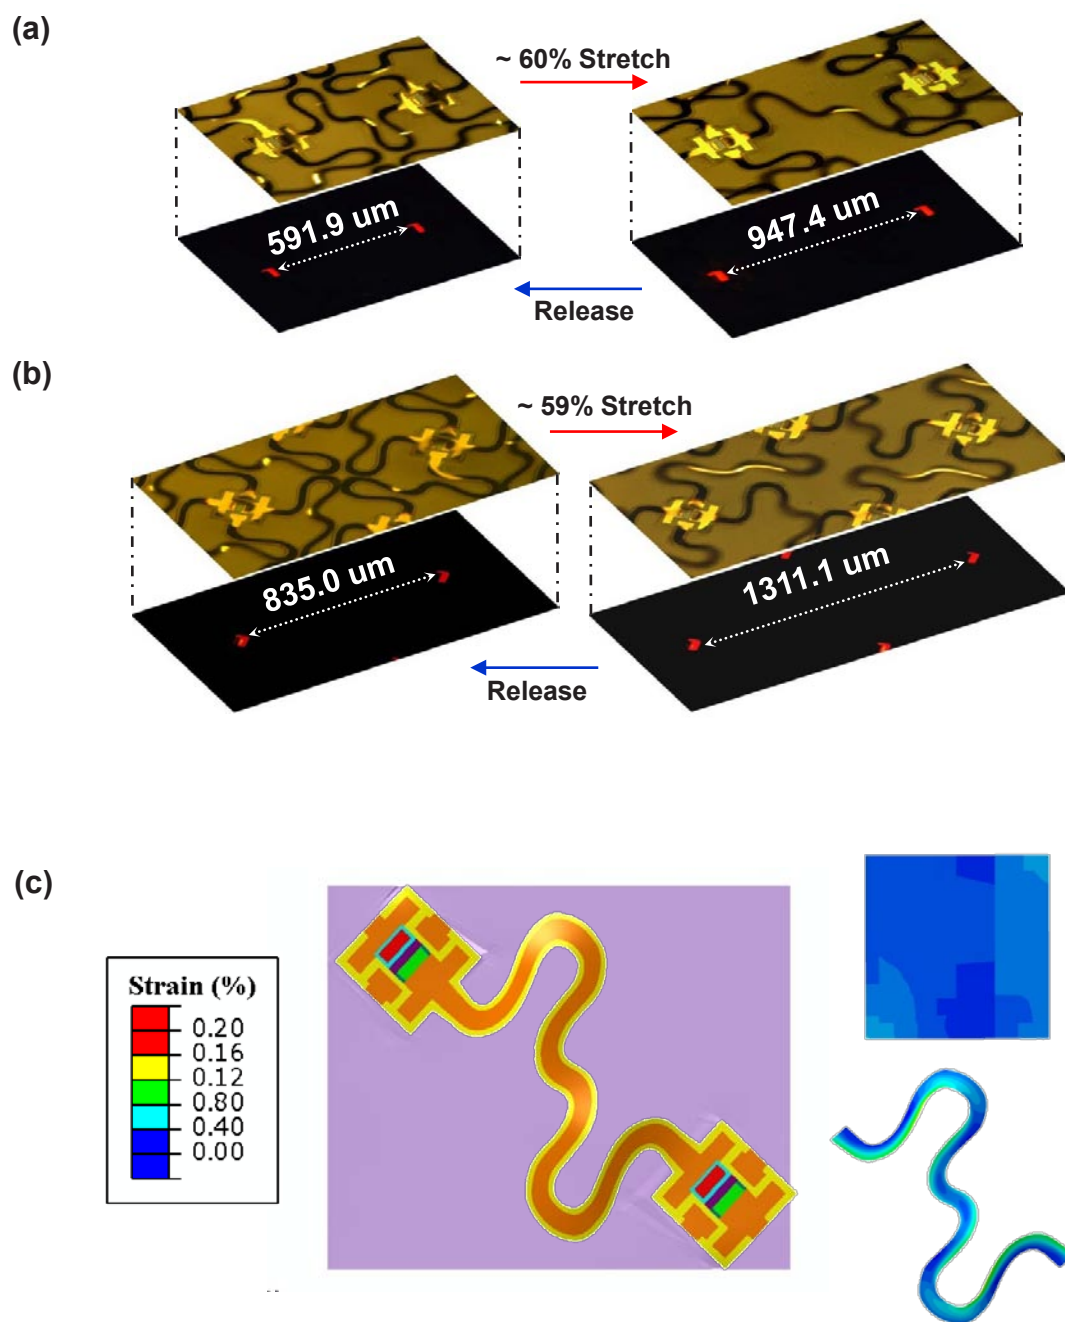 (a)
~ 60% Stretch
591.9 um
947.4 um
Release
(b)
~ 59% Stretch
835.0 um
1311.1 um
Release
(c)
Strain (%)
0.20
0.16
0.12
0.80
0.40
0.00